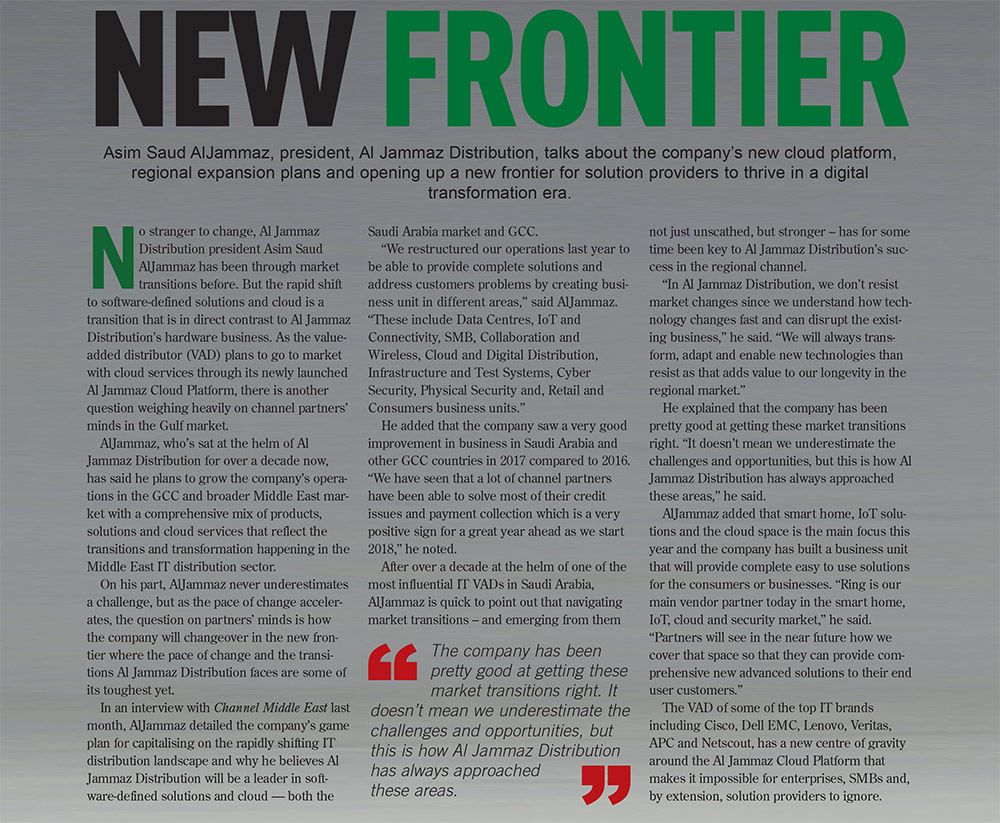 NEW FRONTIER
Asim Saud AlJammaz, president, Al Jammaz Distribution, talks about the company's new cloud platform,
regional expansion plans and opening up a new frontier for solution providers to thrive in a digital
transformation era.
No stranger to change, Al Jammaz
Distribution president Asim Saud
AlJammaz has been through market
transitions before. But the rapid shift
to software-defined solutions and cloud is a
transition that is in direct contrast to Al Jammaz
Distribution's hardware business. As the value-
added distributor (VAD) plans to go to market
with cloud services through its newly launched
Al Jammaz Cloud Platform, there is another
question weighing heavily on channel partners'
minds in the Gulf market.
AlJammaz, who's sat at the helm of Al
Jammaz Distribution for over a decade now,
has said he plans to grow the company's opera-
tions in the GCC and broader Middle East mar-
ket with a comprehensive mix of products,
solutions and cloud services that reflect the
transitions and transformation happening in the
Middle East IT distribution sector.
On his part, AlJammaz never underestimates
a challenge, but as the pace of change acceler-
ates, the question on partners' minds is how
the company will changeover in the new fron-
tier where the pace of change and the transi-
tions Al Jammaz Distribution faces are some of
its toughest yet.
In an interview with Channel Middle East last
month, AlJammaz detailed the company's game
plan for capitalising on the rapidly shifting IT
distribution landscape and why he believes Al
Jammaz Distribution will be a leader in soft-
ware-defined solutions and cloud — both the
Saudi Arabia market and GCC.
"We restructured our operations last year to
be able to provide complete solutions and
address customers problems by creating busi-
ness unit in different areas," said AlJammaz.
"These include Data Centres, IoT and
Connectivity, SMB, Collaboration and
Wireless, Cloud and Digital Distribution,
Infrastructure and Test Systems, Cyber
Security, Physical Security and, Retail and
Consumers business units."
He added that the company saw a very good
improvement in business in Saudi Arabia and
other GCC countries in 2017 compared to 2016.
"We have seen that a lot of channel partners
have been able to solve most of their credit
issues and payment collection which is a very
positive sign for a great year ahead as we start
2018," he noted.
After over a decade at the helm of one of the
most influential IT VADs in Saudi Arabia,
AlJammaz is quick to point out that navigating
market transitions – and emerging from them
“ The company has been
pretty good at getting these
market transitions right. It
doesn't mean we underestimate the
challenges and opportunities, but
this is how Al Jammaz Distribution
has always approached
these areas. ”
not just unscathed, but stronger – has for some
time been key to Al Jammaz Distribution's suc-
cess in the regional channel.
"In Al Jammaz Distribution, we don't resist
market changes since we understand how tech-
nology changes fast and can disrupt the exist-
ing business," he said. "We will always trans-
form, adapt and enable new technologies than
resist as that adds value to our longevity in the
regional market."
He explained that the company has been
pretty good at getting these market transitions
right. "It doesn't mean we underestimate the
challenges and opportunities, but this is how Al
Jammaz Distribution has always approached
these areas," he said.
AlJammaz added that smart home, IoT solu-
tions and the cloud space is the main focus this
year and the company has built a business unit
that will provide complete easy to use solutions
for the consumers or businesses. "Ring is our
main vendor partner today in the smart home,
IoT, cloud and security market," he said.
"Partners will see in the near future how we
cover that space so that they can provide com-
prehensive new advanced solutions to their end
user customers."
The VAD of some of the top IT brands
including Cisco, Dell EMC, Lenovo, Veritas,
APC and Netscout, has a new centre of gravity
around the Al Jammaz Cloud Platform that
makes it impossible for enterprises, SMBs and,
by extension, solution providers to ignore.